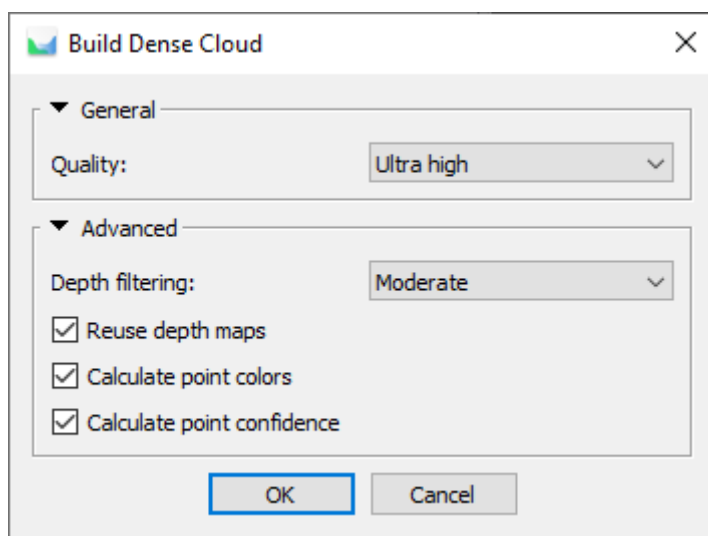 Build Dense Cloud
General
Quality: Ultra high
Advanced
Depth filtering: Moderate
Reuse depth maps
Calculate point colors
Calculate point confidence
OK Cancel